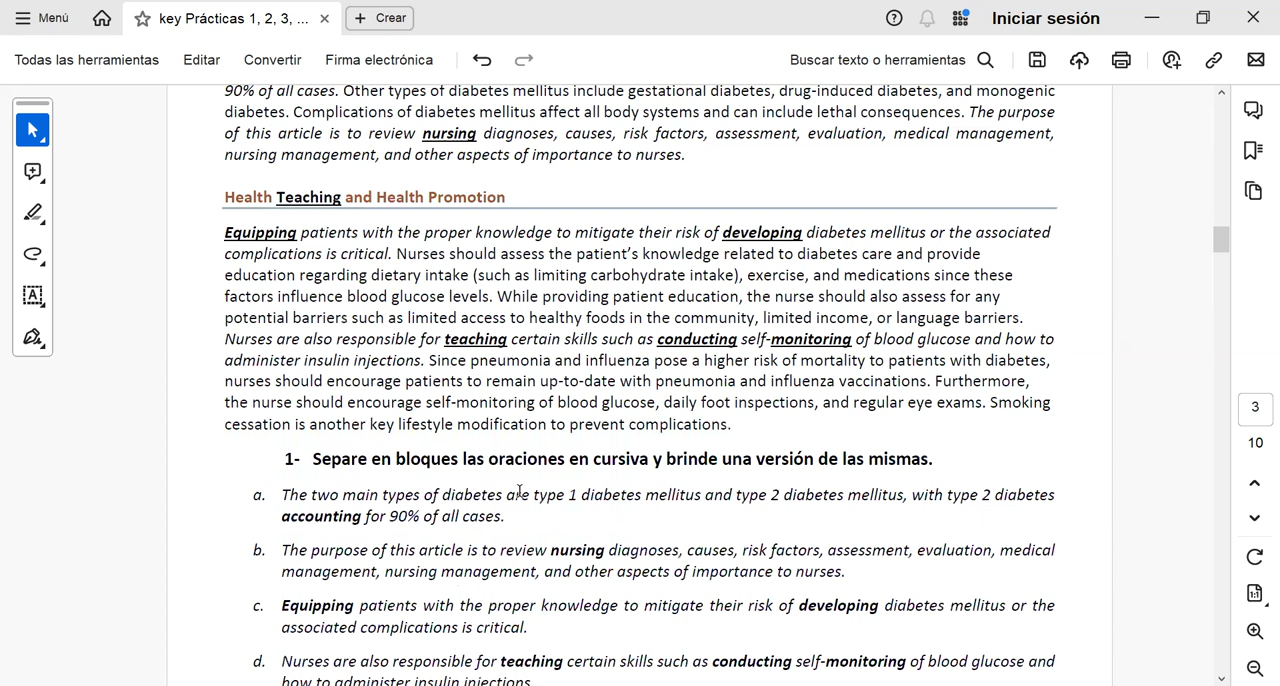 Menú
key Prácticas 1, 2, 3, ...
Crear
Iniciar sesión
Todas las herramientas
Editar
Convertir
Firma electrónica
Buscar texto o herramientas
90% of all cases. Other types of diabetes mellitus include gestational diabetes, drug-induced diabetes, and monogenic
diabetes. Complications of diabetes mellitus affect all body systems and can include lethal consequences. The purpose
of this article is to review nursing diagnoses, causes, risk factors, assessment, evaluation, medical management,
nursing management, and other aspects of importance to nurses.
Health Teaching and Health Promotion
Equipping patients with the proper knowledge to mitigate their risk of developing diabetes mellitus or the associated
complications is critical. Nurses should assess the patient's knowledge related to diabetes care and provide
education regarding dietary intake (such as limiting carbohydrate intake), exercise, and medications since these
factors influence blood glucose levels. While providing patient education, the nurse should also assess for any
potential barriers such as limited access to healthy foods in the community, limited income, or language barriers.
Nurses are also responsible for teaching certain skills such as conducting self-monitoring of blood glucose and how to
administer insulin injections. Since pneumonia and influenza pose a higher risk of mortality to patients with diabetes,
nurses should encourage patients to remain up-to-date with pneumonia and influenza vaccinations. Furthermore,
the nurse should encourage self-monitoring of blood glucose, daily foot inspections, and regular eye exams. Smoking
cessation is another key lifestyle modification to prevent complications.
1- Separe en bloques las oraciones en cursiva y brinde una versión de las mismas.
a. The two main types of diabetes are type 1 diabetes mellitus and type 2 diabetes mellitus, with type 2 diabetes
accounting for 90% of all cases.
b. The purpose of this article is to review nursing diagnoses, causes, risk factors, assessment, evaluation, medical
management, nursing management, and other aspects of importance to nurses.
c. Equipping patients with the proper knowledge to mitigate their risk of developing diabetes mellitus or the
associated complications is critical.
d. Nurses are also responsible for teaching certain skills such as conducting self-monitoring of blood glucose and
how to administer insulin injections.
3
10